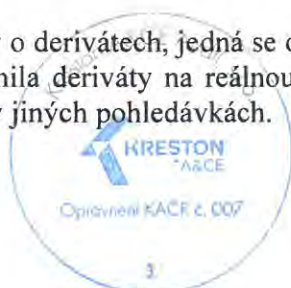 o derivátech, jedná se o
nila deriváty na reálnou
jiných pohledávkách.
KRESTON
A&CE
Oprávnění KAČR č. 007
3